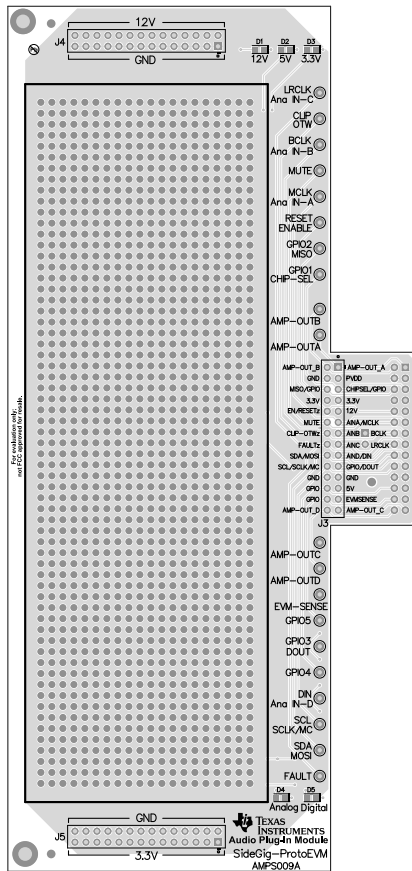 12V
J4
GND
D1 D2 D3
12V 5V 3.3V
LRCLK
Ana IN-C
CLIP
OTW
BCLK
Ana IN-B
MUTE
MCLK
Ana IN-A
RESET
ENABLE
GPIO2
MISO
GPIO1
CHIP-SEL
AMP-OUTB
AMP-OUTA
AMP-OUT_B AMP-OUT_A
GND PVDD
MISO/GPIO CHIPSEL/GPIO
3.3V 3.3V
EN/RESETz 12V
MUTE AINA/MCLK
CLIP-OTWz AINB BCLK
FAULTz AINC LRCLK
SDA/MOSI AND/DIN
SCL/SCLK/MC GPIO/DOUT
GND GND
GPIO 5V
GPIO EVMSENSE
AMP-OUT_D AMP-OUT_C
J3
For evaluation only;
not FCC approved for resale.
AMP-OUTC
AMP-OUTD
EVM-SENSE
GPIO5
GPIO3
DOUT
GPIO4
DIN
Ana IN-D
SCL
SCLK/MC
SDA
MOSI
FAULT
D4 D5
Analog Digital
GND
J5
3.3V
TEXAS
INSTRUMENTS
Audio Plug-In Module
SideGig-ProtoEVM
AMPS009A